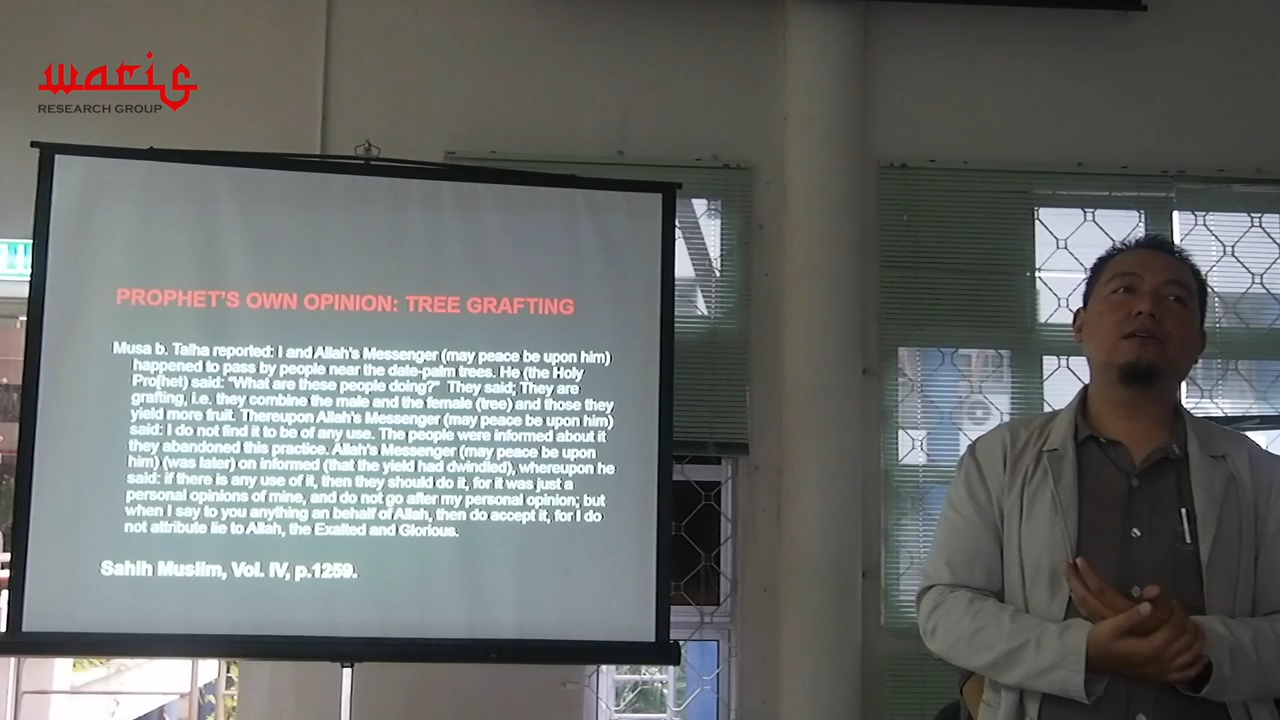 waris
RESEARCH GROUP
PROPHET'S OWN OPINION: TREE GRAFTING
Musa b. Talha reported: I and Allah's Messenger (may peace be upon him)
happened to pass by people near the date-palm trees. He (the Holy
Pro[het) said: "What are these people doing?" They said; They are
grafting, i.e. they combine the male and the female (tree) and those they
yield more fruit. Thereupon Allah's Messenger (may peace be upon him)
said: I do not find it to be of any use. The people were informed about it
they abandoned this practice. Allah's Messenger (may peace be upon
him) (was later) on informed (that the yield had dwindled), whereupon he
said: if there is any use of it, then they should do it, for it was just a
personal opinions of mine, and do not go after my personal opinion; but
when I say to you anything an behalf of Allah, then do accept it, for I do
not attribute lie to Allah, the Exalted and Glorious.
Sahih Muslim, Vol. IV, p.1259.